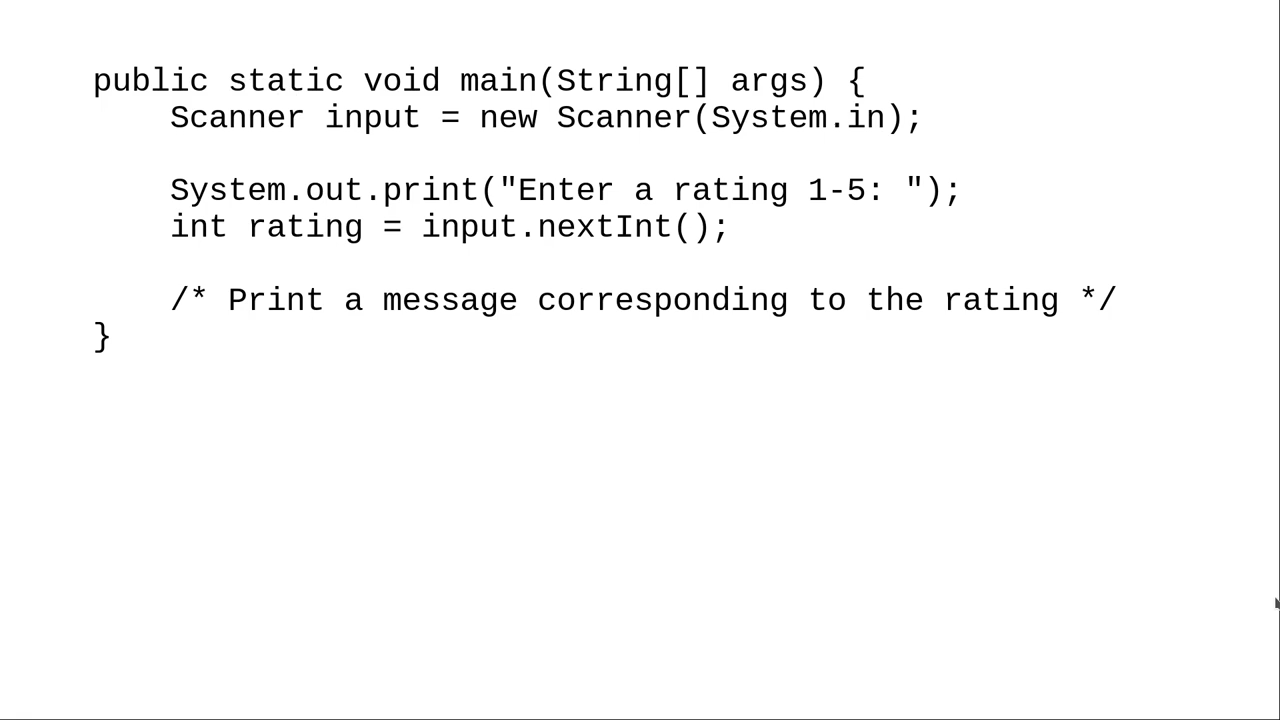 public static void main(String[] args) {
    Scanner input = new Scanner(System.in);
    System.out.print("Enter a rating 1-5: ");
    int rating = input.nextInt();
    /* Print a message corresponding to the rating */
}